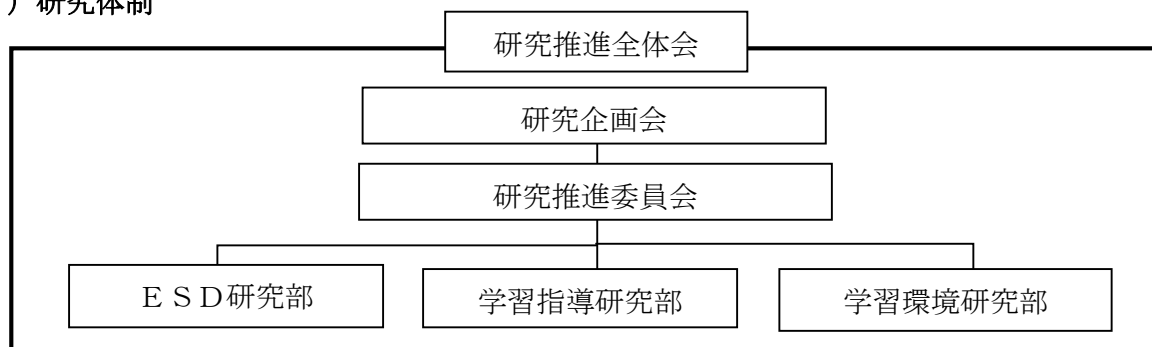 ）研究体制
研究推進全体会
研究企画会
研究推進委員会
ＥＳＤ研究部
学習指導研究部
学習環境研究部